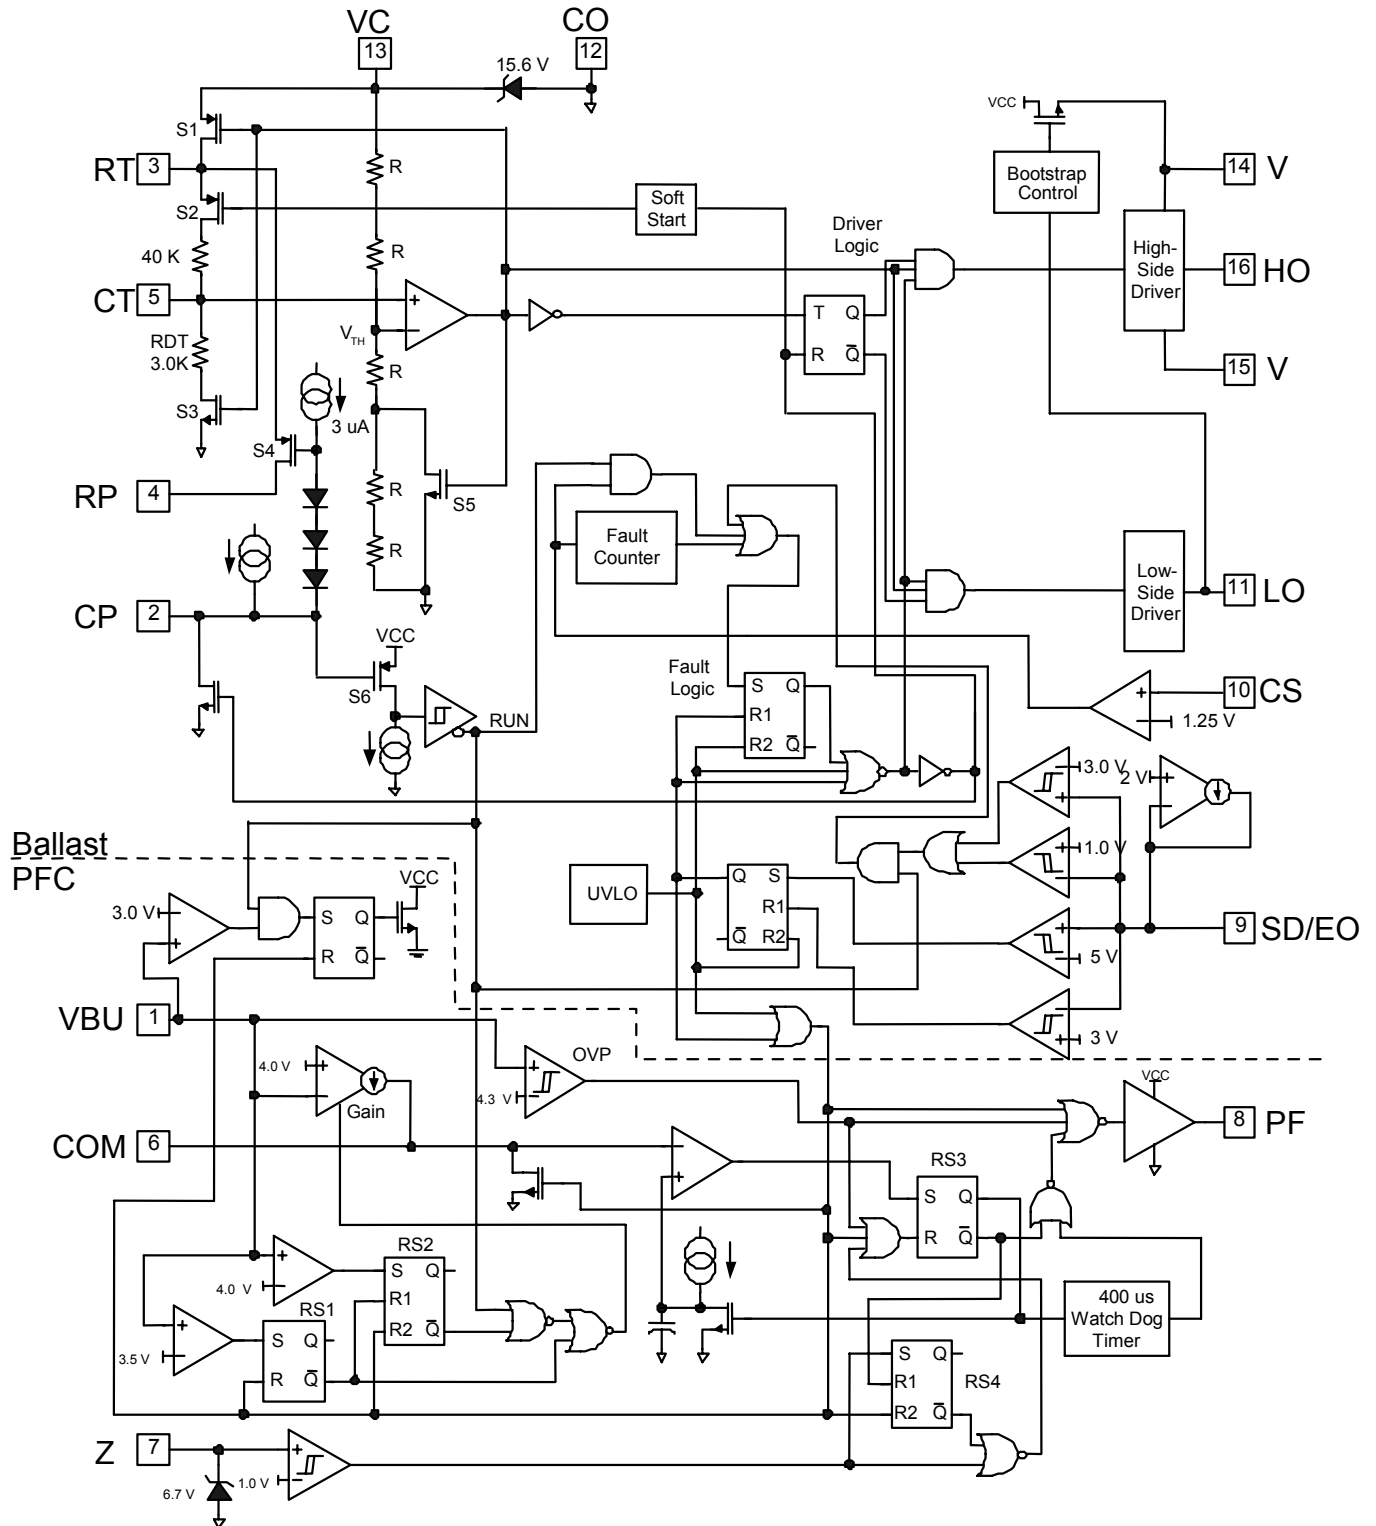 VC
CO
13
12
15.6 V
VCC
S1
RT
3
R
Bootstrap
Control
14
V
S2
Soft
Start
Driver
Logic
40 K
R
High-
Side
Driver
16
HO
CT
5
+
T Q
RDT
3.0K
VTH
−
R Q̅
R
15
V
S3
3 uA
S4
RP
4
R
S5
Fault
Counter
R
Low-
Side
Driver
11
LO
CP
2
VCC
Fault
Logic
S6
S Q
R1
R2 Q̅
+
10
CS
1.25 V
RUN
3.0 V
+
2 V
+
−
Ballast
PFC
1.0 V
−
VCC
UVLO
Q S
R1
Q̅ R2
3.0 V
+
S Q
R Q̅
+
5 V
9
SD/EO
VBU
1
+
3 V
OVP
4.0 V
+
−
Gain
+
4.3 V
−
VCC
8
PF
COM
6
−
+
RS3
S Q
R Q̅
RS2
4.0 V
+
−
S Q
R1
R2 Q̅
400 us
Watch Dog
Timer
RS1
+
3.5 V
−
S Q
R Q̅
S Q
R1
R2 Q̅
RS4
Z
7
+
1.0 V
−
6.7 V